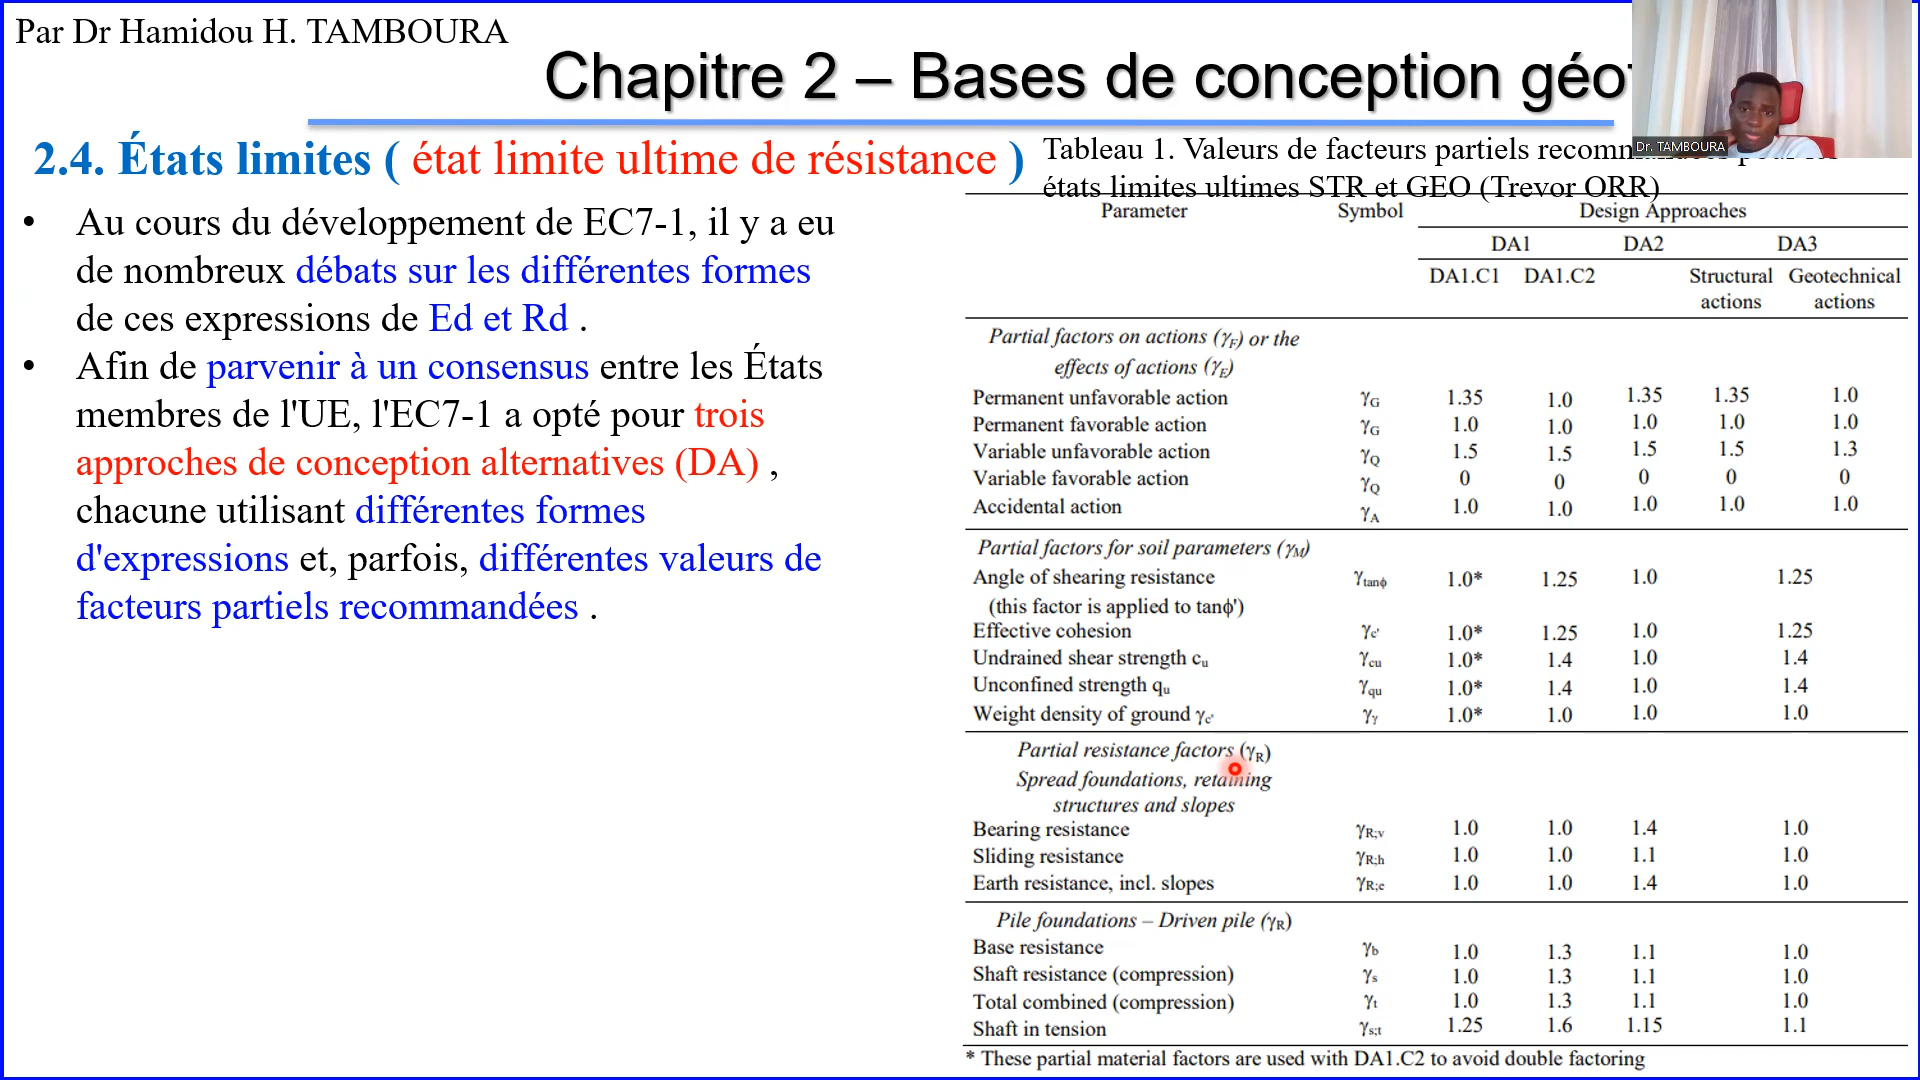 Par Dr Hamidou H. TAMBOURA
Chapitre 2 – Bases de conception géo
Dr. TAMBOURA
2.4. États limites ( état limite ultime de résistance )
• Au cours du développement de EC7-1, il y a eu
de nombreux débats sur les différentes formes
de ces expressions de Ed et Rd .
• Afin de parvenir à un consensus entre les États
membres de l'UE, l'EC7-1 a opté pour trois
approches de conception alternatives (DA) ,
chacune utilisant différentes formes
d'expressions et, parfois, différentes valeurs de
facteurs partiels recommandées .
Tableau 1. Valeurs de facteurs partiels
états limites ultimes STR et GEO (Trevor ORR)
Parameter Symbol Design Approaches
DA1 DA2 DA3
DA1.C1 DA1.C2 Structural actions Geotechnical actions
Partial factors on actions (γF) or the
effects of actions (γE)
Permanent unfavorable action γG 1.35 1.0 1.35 1.35 1.0
Permanent favorable action γG 1.0 1.0 1.0 1.0 1.0
Variable unfavorable action γQ 1.5 1.5 1.5 1.5 1.3
Variable favorable action γQ 0 0 0 0 0
Accidental action γA 1.0 1.0 1.0 1.0 1.0
Partial factors for soil parameters (γM)
Angle of shearing resistance γtanϕ 1.0* 1.25 1.0 1.25
(this factor is applied to tanϕ')
Effective cohesion γc' 1.0* 1.25 1.0 1.25
Undrained shear strength cu γcu 1.0* 1.4 1.0 1.4
Unconfined strength qu γqu 1.0* 1.4 1.0 1.4
Weight density of ground γc' γγ 1.0* 1.0 1.0 1.0
Partial resistance factors (γR)
Spread foundations, retaining
structures and slopes
Bearing resistance γR;v 1.0 1.0 1.4 1.0
Sliding resistance γR;h 1.0 1.0 1.1 1.0
Earth resistance, incl. slopes γR;e 1.0 1.0 1.4 1.0
Pile foundations – Driven pile (γR)
Base resistance γb 1.0 1.3 1.1 1.0
Shaft resistance (compression) γs 1.0 1.3 1.1 1.0
Total combined (compression) γt 1.0 1.3 1.1 1.0
Shaft in tension γs;t 1.25 1.6 1.15 1.1
* These partial material factors are used with DA1.C2 to avoid double factoring